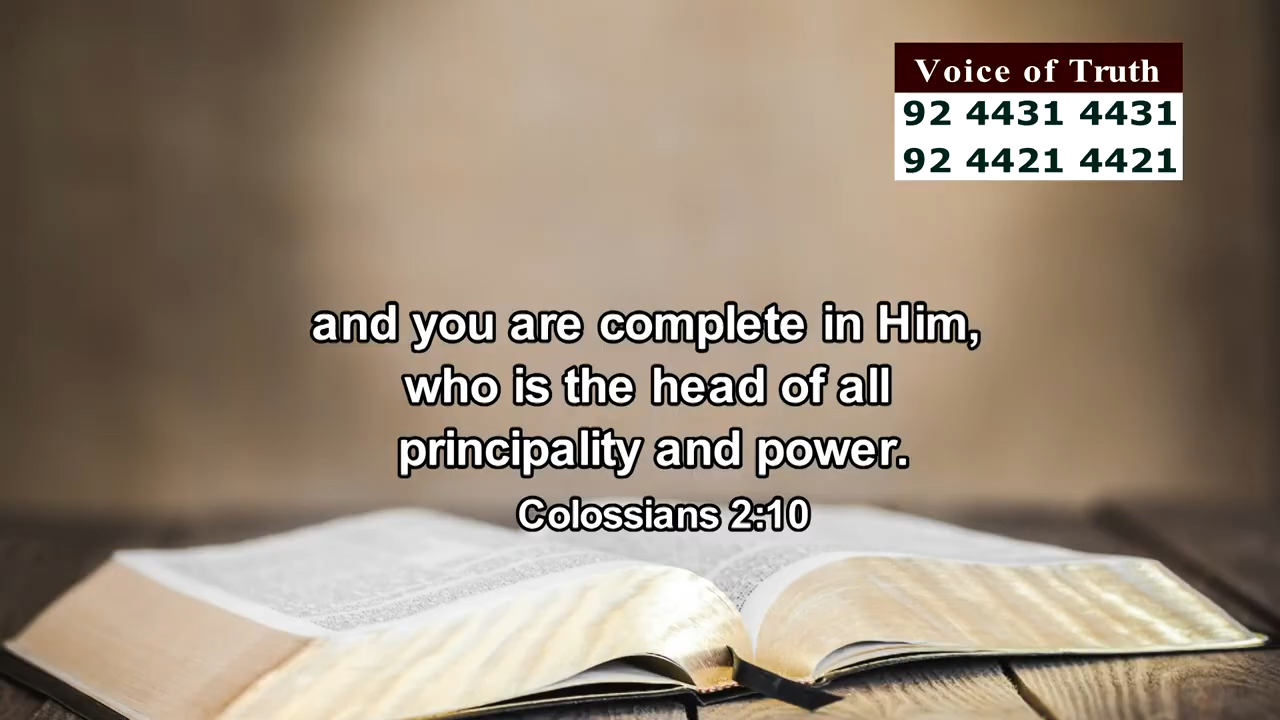 Voice of Truth
92 4431 4431
92 4421 4421
and you are complete in Him,
who is the head of all
principality and power.
Colossians 2:10